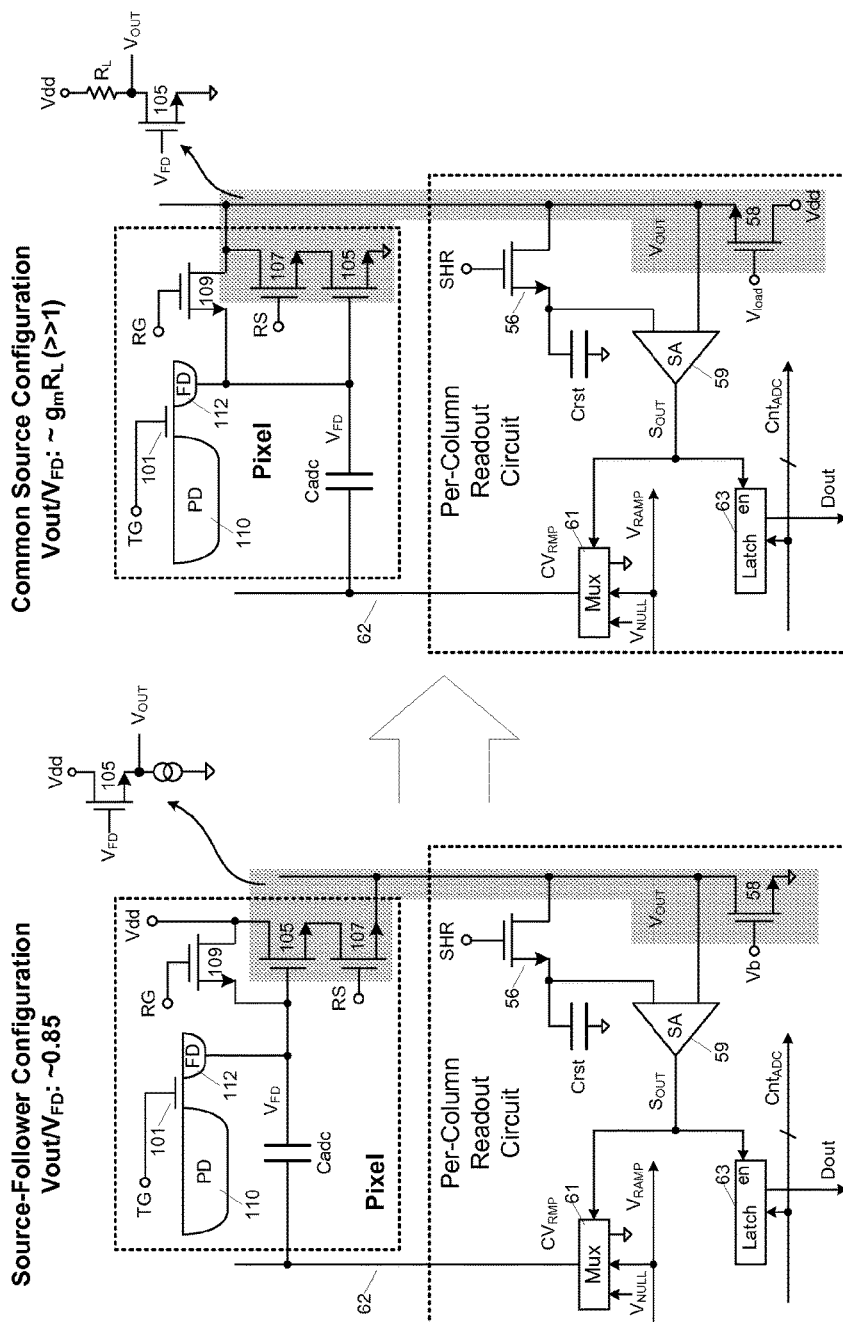 Source-Follower Configuration
Vout/VFD: ~0.85
Vdd
VFD
105
VOUT
TG
101
PD
110
FD
112
RG
109
Vdd
105
107
RS
VFD
Cadc
Pixel
62
Per-Column
Readout
Circuit
SHR
56
Crst
VOUT
SA
59
58
Vb
SOUT
CVRMP
61
Mux
VNULL
VRAMP
63
Latch
en
CntADC
Dout
Common Source Configuration
Vout/VFD: ~ gmRL (>>1)
Vdd
RL
VOUT
VFD
105
TG
101
PD
110
FD
112
RG
109
107
RS
105
VFD
Cadc
Pixel
62
Per-Column
Readout
Circuit
SHR
56
Crst
VOUT
SA
59
58
Vload
Vdd
SOUT
CVRMP
61
Mux
VNULL
VRAMP
63
Latch
en
CntADC
Dout